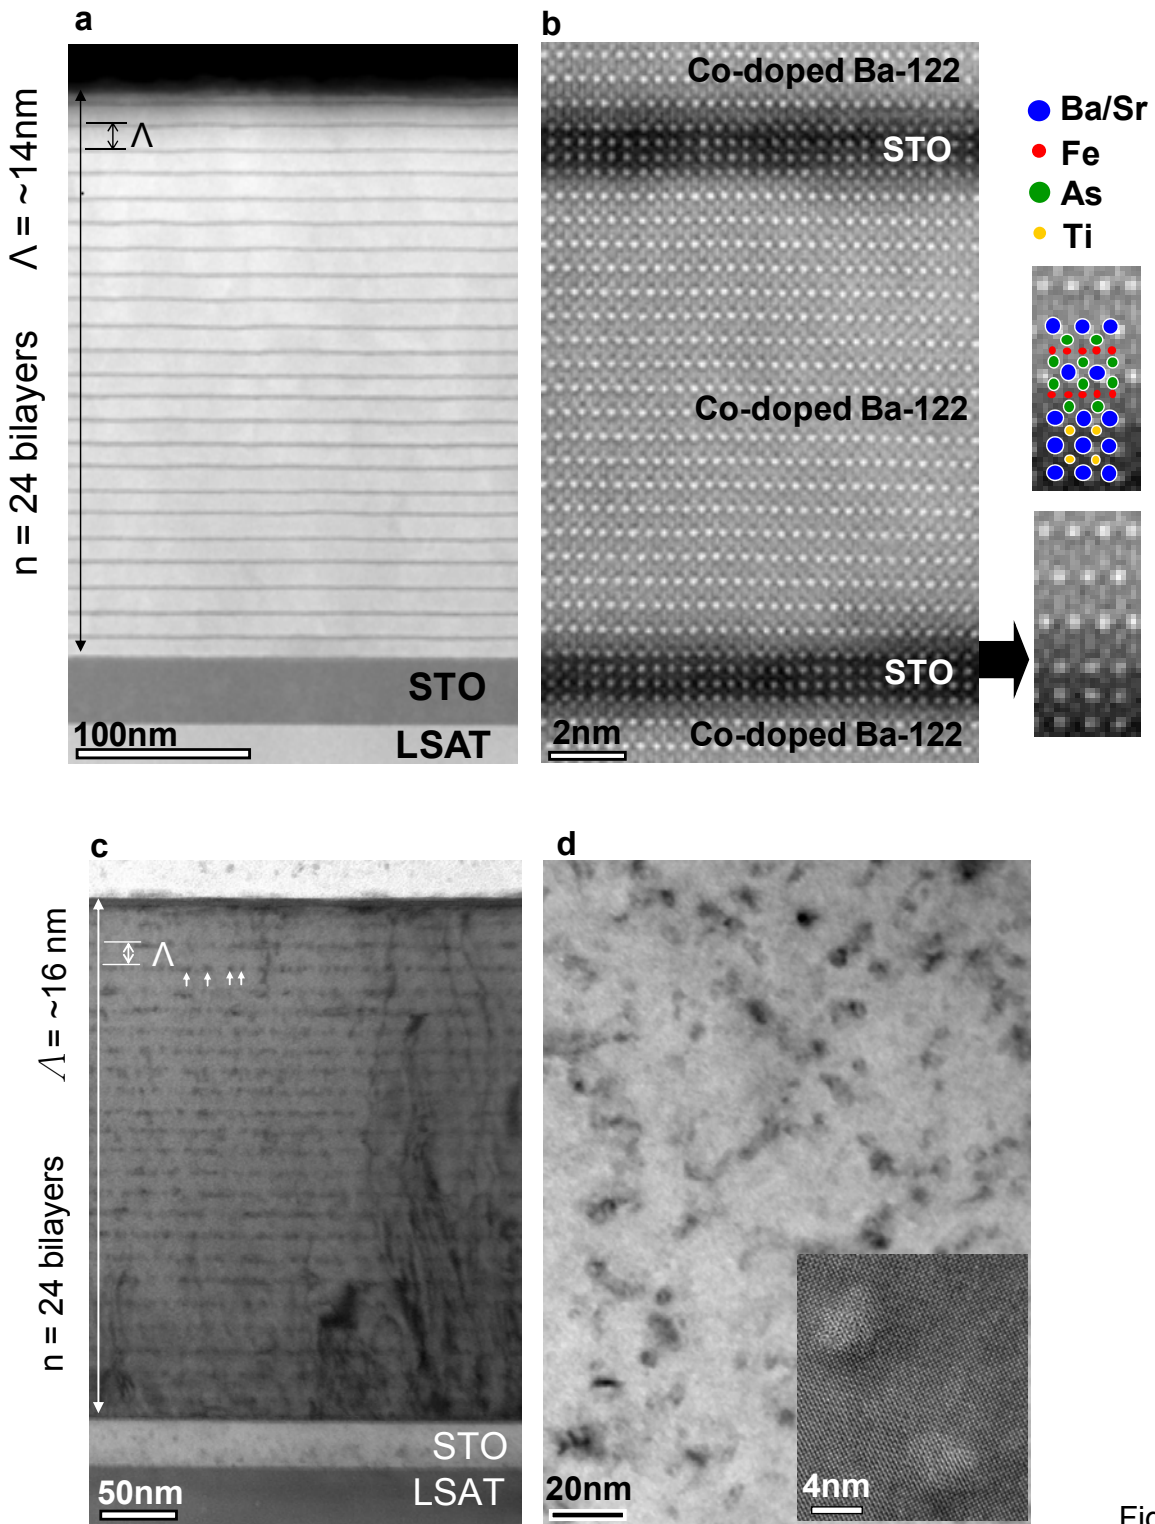 a
Λ = ~14nm
n = 24 bilayers
Λ
STO
100nm
LSAT
b
Co-doped Ba-122
STO
Co-doped Ba-122
STO
2nm
Co-doped Ba-122
Ba/Sr
Fe
As
Ti
c
Λ = ~16 nm
n = 24 bilayers
Λ
STO
50nm
LSAT
d
20nm
4nm